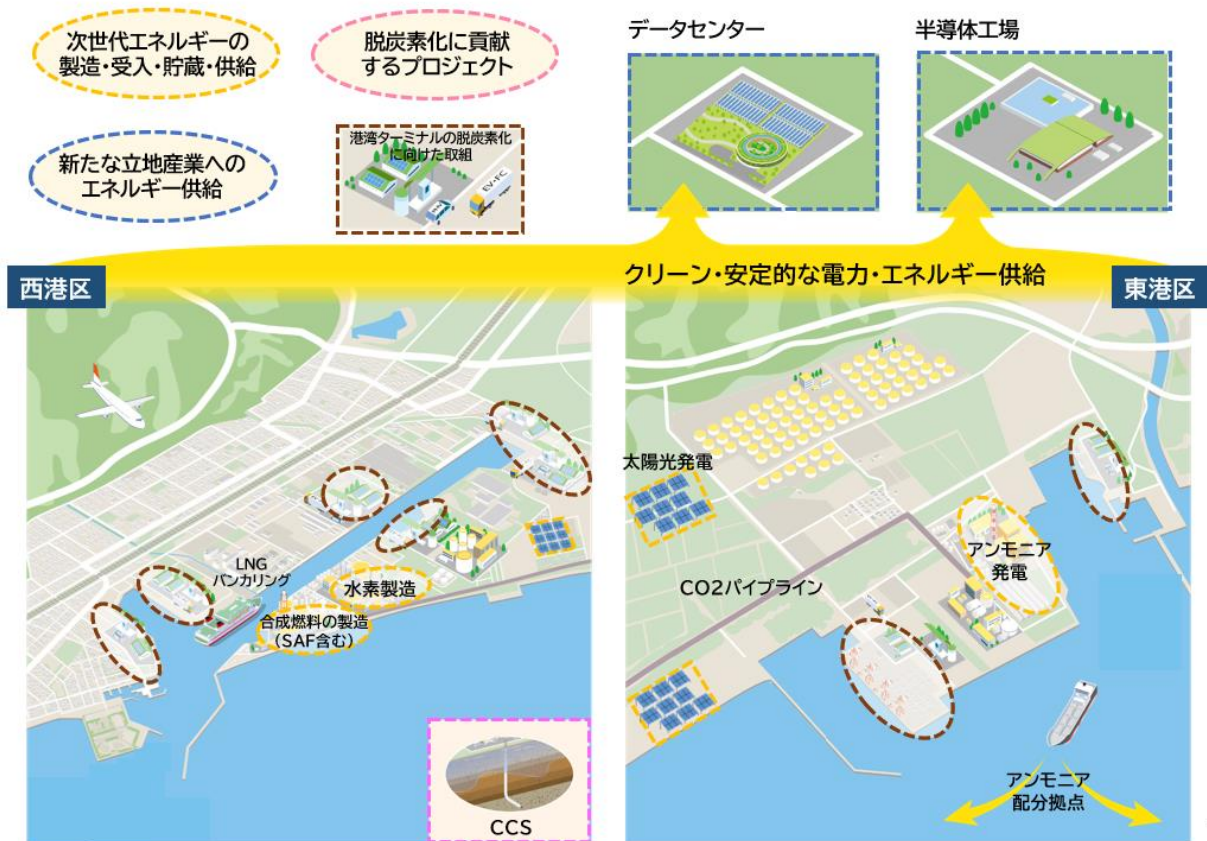 次世代エネルギーの
製造・受入・貯蔵・供給
脱炭素化に貢献
するプロジェクト
データセンター
半導体工場
新たな立地産業への
エネルギー供給
港湾ターミナルの脱炭素化
に向けた取組
EV・FC
クリーン・安定的な電力・エネルギー供給
西港区
東港区
太陽光発電
LNG
バンカリング
水素製造
合成燃料の製造
(SAF含む)
アンモニア
発電
CO2パイプライン
アンモニア
配分拠点
CCS